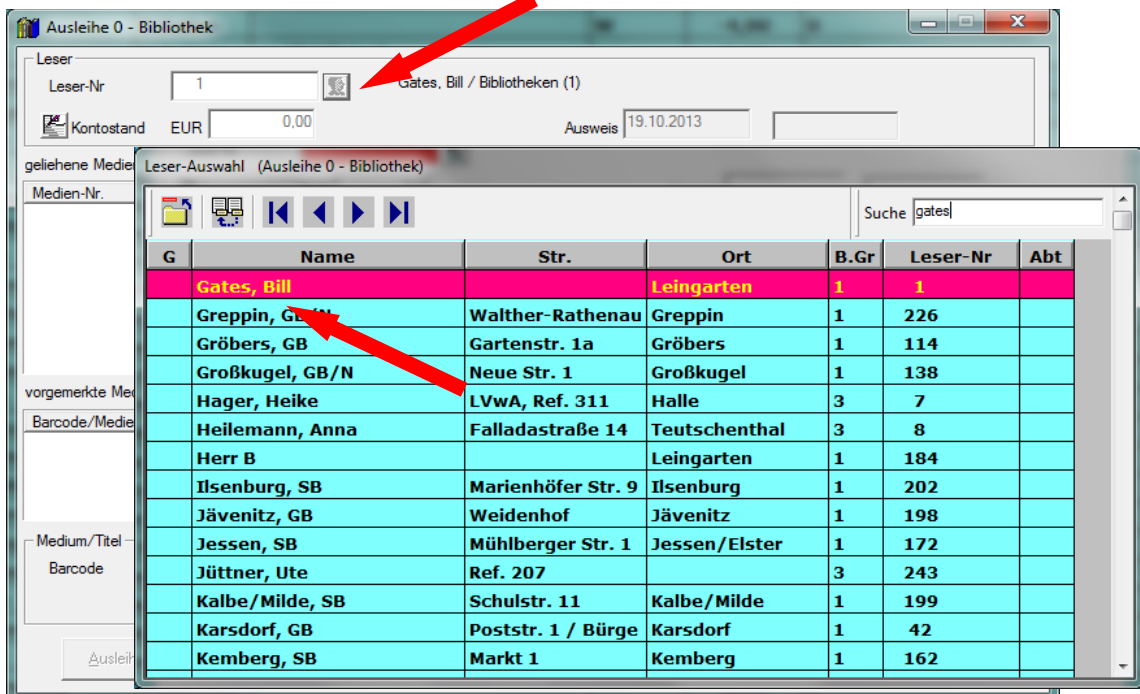 Ausleihe 0 - Bibliothek
Leser
Leser-Nr 1 Gates, Bill / Bibliotheken (1)
Kontostand EUR 0,00 Ausweis 19.10.2013
geliehene Medien
Leser-Auswahl (Ausleihe 0 - Bibliothek)
Medien-Nr.
Suche gates
G Name Str. Ort B.Gr Leser-Nr Abt
Gates, Bill Leingarten 1 1
Greppin, GB/N Walther-Rathenau Greppin 1 226
Gröbers, GB Gartenstr. 1a Gröbers 1 114
Großkugel, GB/N Neue Str. 1 Großkugel 1 138
vorgemerkte Med
Hager, Heike LVwA, Ref. 311 Halle 3 7
Barcode/Medie
Heilemann, Anna Falladastraße 14 Teutschenthal 3 8
Herr B Leingarten 1 184
Ilsenburg, SB Marienhöfer Str. 9 Ilsenburg 1 202
Jävenitz, GB Weidenhof Jävenitz 1 198
Medium/Titel
Jessen, SB Mühlberger Str. 1 Jessen/Elster 1 172
Barcode
Jüttner, Ute Ref. 207 3 243
Kalbe/Milde, SB Schulstr. 11 Kalbe/Milde 1 199
Karsdorf, GB Poststr. 1 / Bürge Karsdorf 1 42
Ausleih
Kemberg, SB Markt 1 Kemberg 1 162